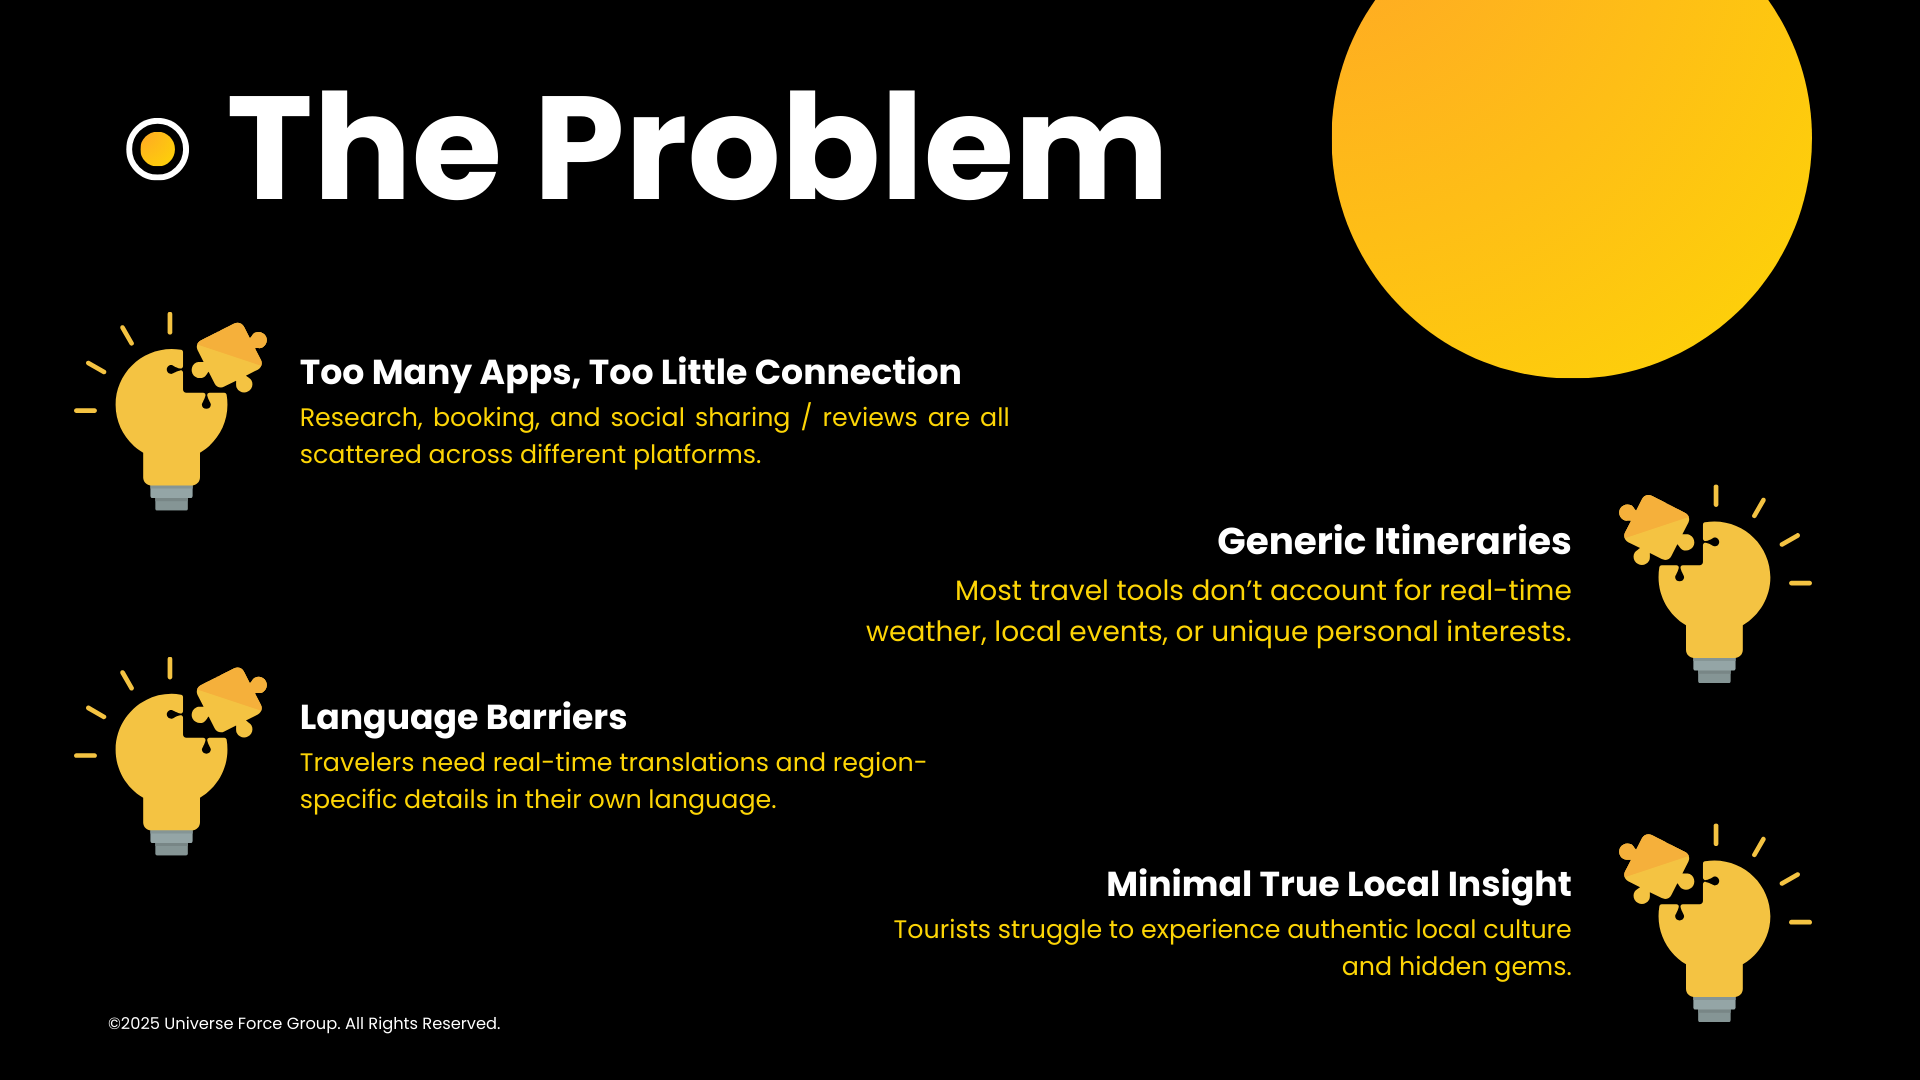 The Problem
Too Many Apps, Too Little Connection
Research, booking, and social sharing / reviews are all
scattered across different platforms.
Generic Itineraries
Most travel tools don’t account for real-time
weather, local events, or unique personal interests.
Language Barriers
Travelers need real-time translations and region-
specific details in their own language.
Minimal True Local Insight
Tourists struggle to experience authentic local culture
and hidden gems.
©2025 Universe Force Group. All Rights Reserved.